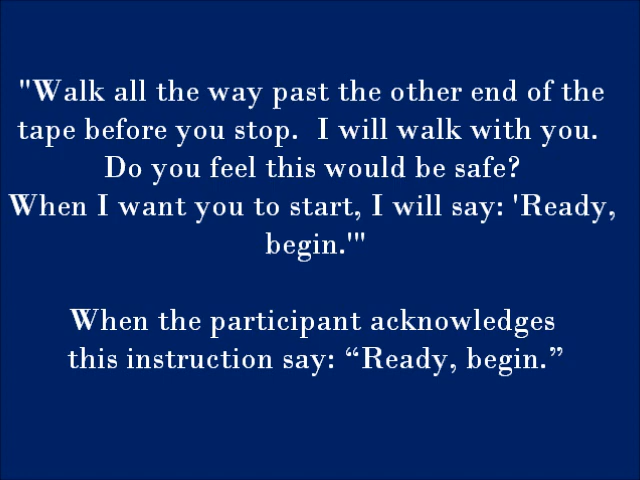 "Walk all the way past the other end of the
tape before you stop.  I will walk with you.
Do you feel this would be safe?
When I want you to start, I will say: 'Ready,
begin.'"
When the participant acknowledges
this instruction say: “Ready, begin.”